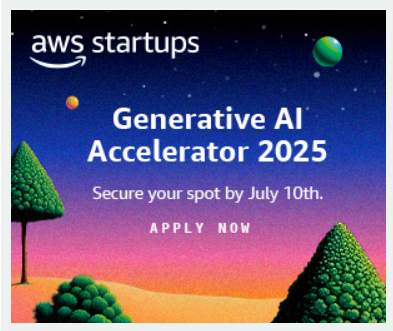 aws startups
Generative AI
Accelerator 2025
Secure your spot by July 10th.
APPLY NOW